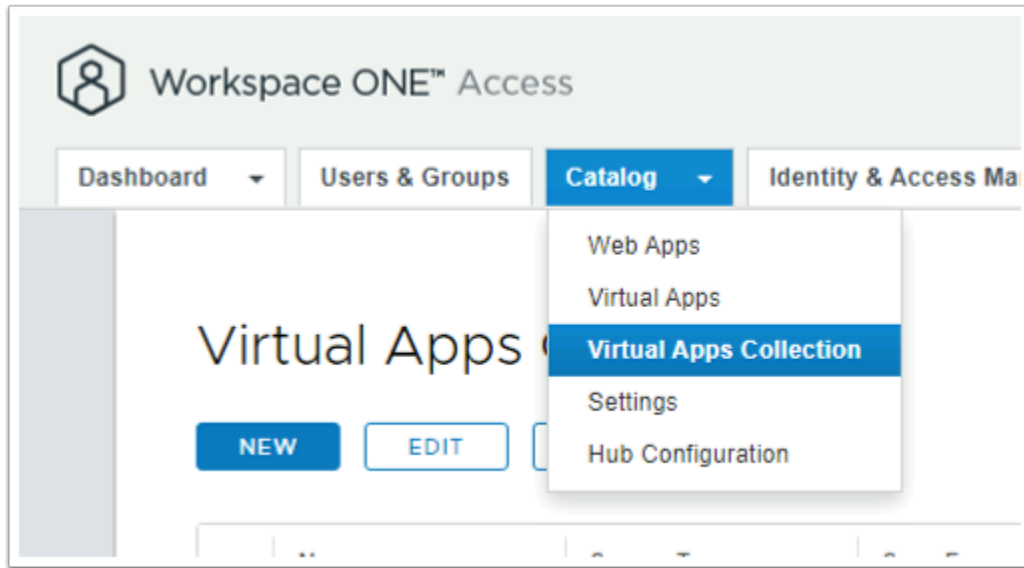 Workspace ONE™ Access
Dashboard Users & Groups Catalog Identity & Access
Web Apps
Virtual Apps
Virtual Apps
Virtual Apps Collection
Settings
NEW EDIT
Hub Configuration